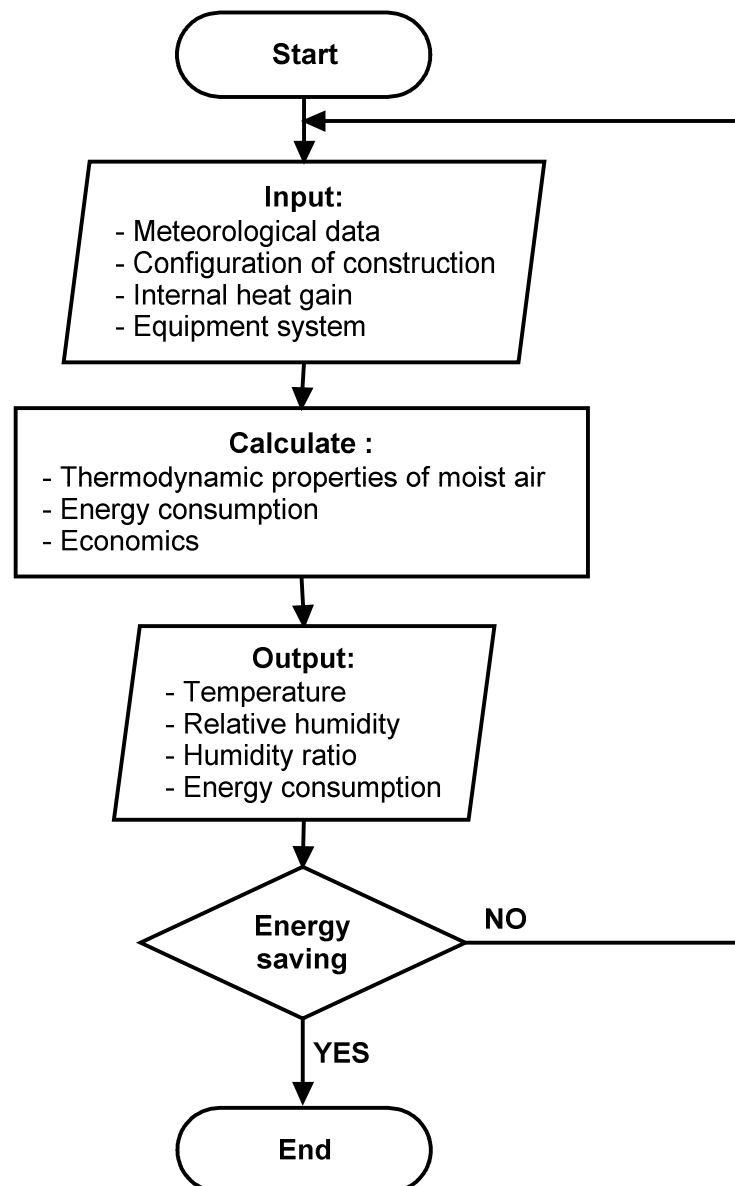 Start
Input:
- Meteorological data
- Configuration of construction
- Internal heat gain
- Equipment system
Calculate :
- Thermodynamic properties of moist air
- Energy consumption
- Economics
Output:
- Temperature
- Relative humidity
- Humidity ratio
- Energy consumption
Energy
saving
NO
YES
End